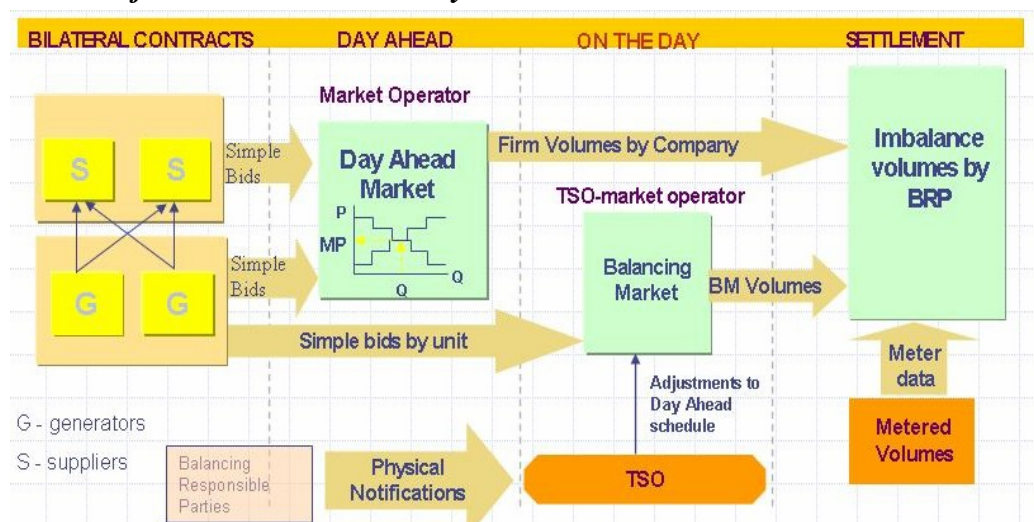 BILATERAL CONTRACTS
DAY AHEAD
ON THE DAY
SETTLEMENT
Market Operator
S
S
Simple
Bids
Day Ahead
Market
P
MP
Q
Q
Firm Volumes by Company
Imbalance
volumes by
BRP
TSO-market operator
G
G
Simple
Bids
Balancing
Market
BM Volumes
Simple bids by unit
Adjustments to
Day Ahead
schedule
Meter
data
G - generators
S - suppliers
Balancing
Responsible
Parties
Physical
Notifications
TSO
Metered
Volumes